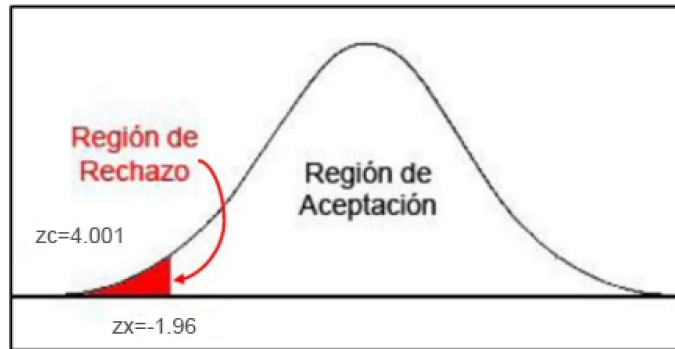 Región de
Rechazo
Región de
Aceptación
zc=4.001
zx=-1.96